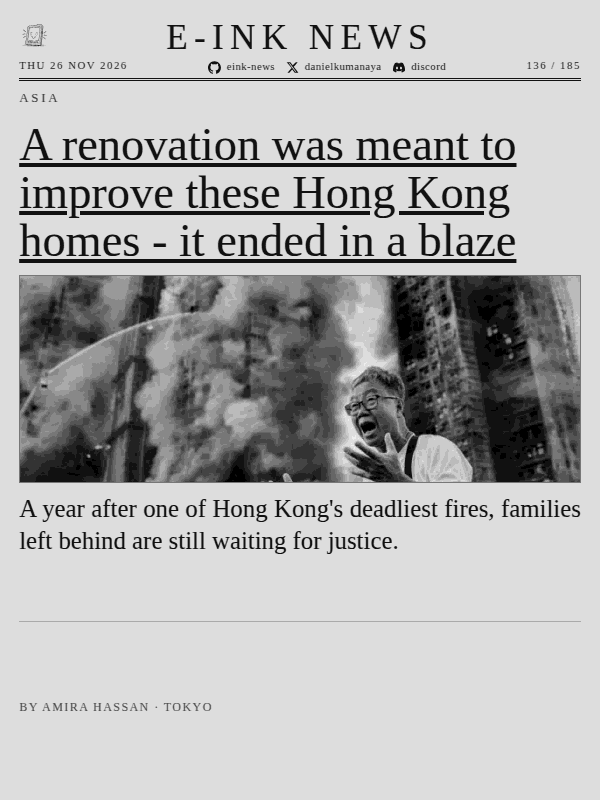 E-INK NEWS
THU 26 NOV 2026
eink-news danielkumanaya discord
136 / 185
ASIA
A renovation was meant to
improve these Hong Kong
homes - it ended in a blaze
A year after one of Hong Kong's deadliest fires, families
left behind are still waiting for justice.
BY AMIRA HASSAN · TOKYO